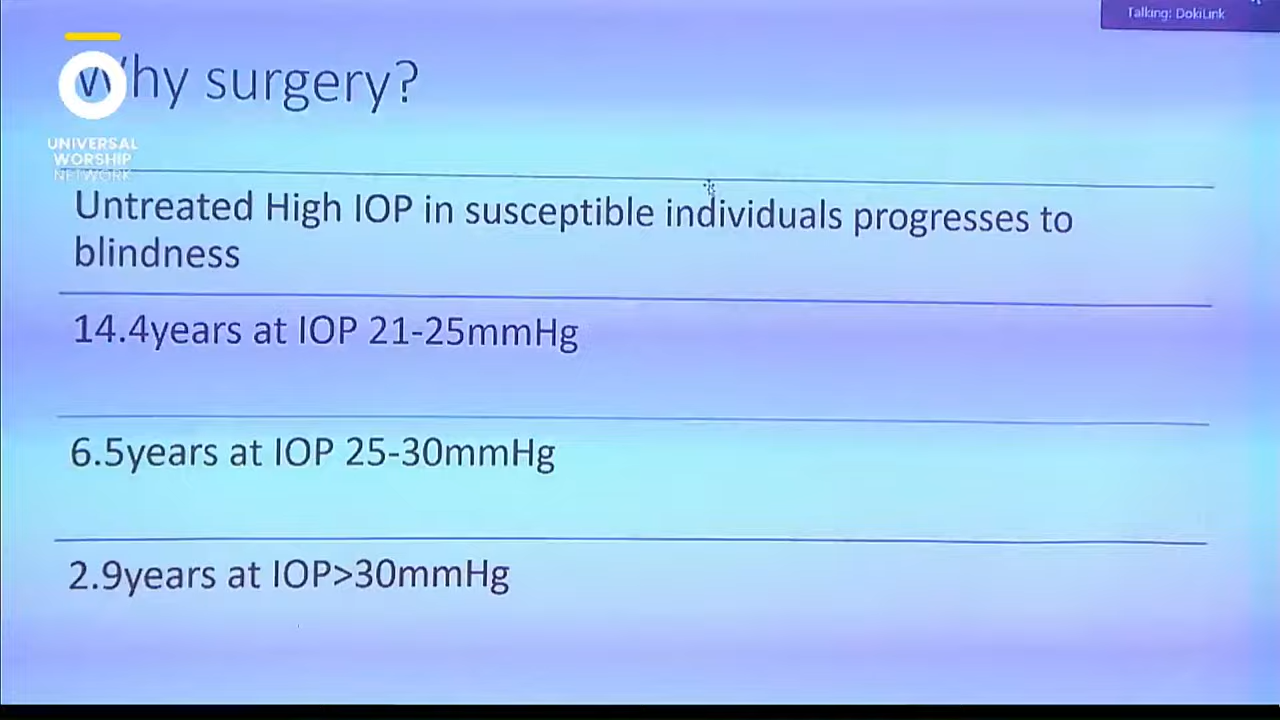 Talking: DokiLink
Why surgery?
UNIVERSAL
WORSHIP
NETWORK
Untreated High IOP in susceptible individuals progresses to
blindness
14.4years at IOP 21-25mmHg
6.5years at IOP 25-30mmHg
2.9years at IOP>30mmHg